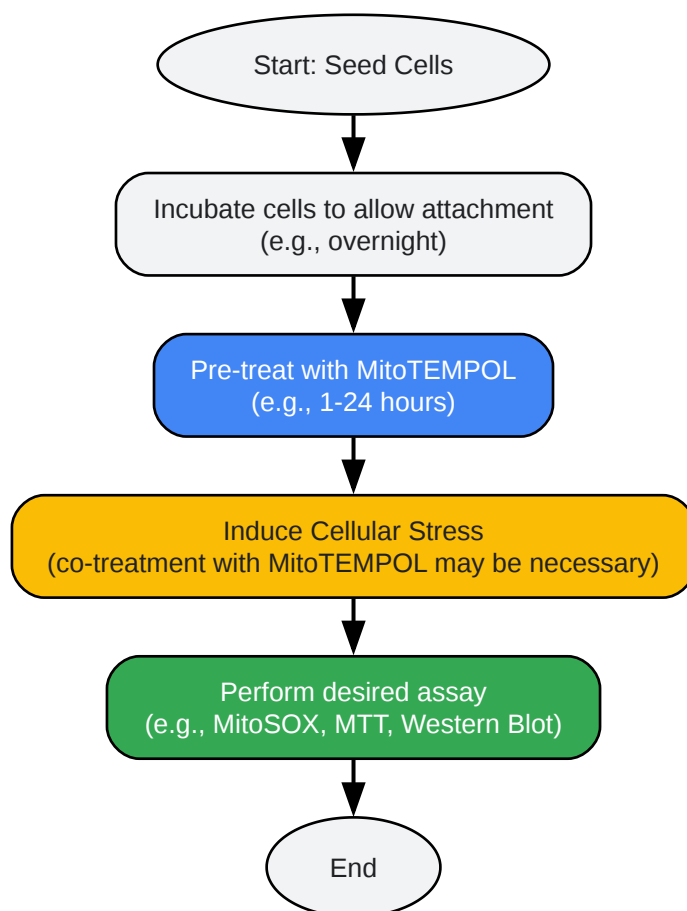 Start: Seed Cells
Incubate cells to allow attachment
(e.g., overnight)
Pre-treat with MitoTEMPOL
(e.g., 1-24 hours)
Induce Cellular Stress
(co-treatment with MitoTEMPOL may be necessary)
Perform desired assay
(e.g., MitoSOX, MTT, Western Blot)
End